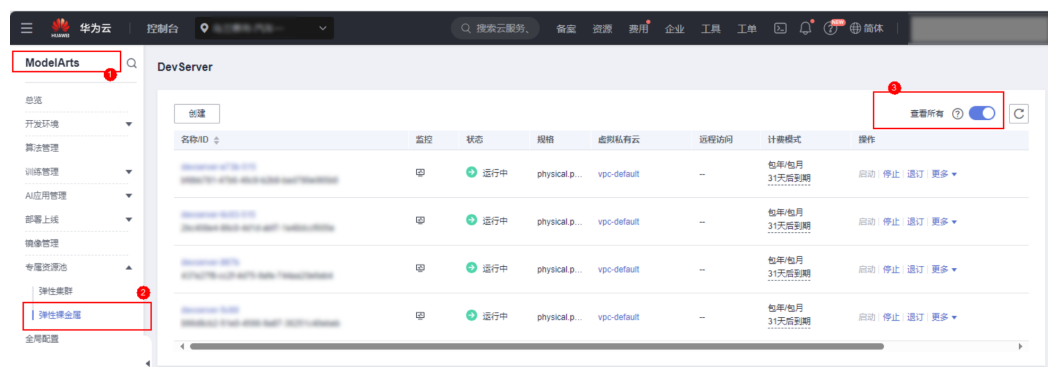 HUAWEI 华为云 控制台 搜索云服务、 备案 资源 费用 企业 工具 工单 NEW 简体
ModelArts
1
DevServer
3
总览
创建
查看所有
开发环境
名称/ID 监控 状态 规格 虚拟私有云 远程访问 计费模式 操作
算法管理
训练管理
运行中 physical.p... vpc-default -- 包年/包月 31天后到期 启动 停止 退订 更多
AI应用管理
部署上线
运行中 physical.p... vpc-default -- 包年/包月 31天后到期 启动 停止 退订 更多
镜像管理
专属资源池
运行中 physical.p... vpc-default -- 包年/包月 31天后到期 启动 停止 退订 更多
弹性集群
2
弹性裸金属
运行中 physical.p... vpc-default -- 包年/包月 31天后到期 启动 停止 退订 更多
全局配置